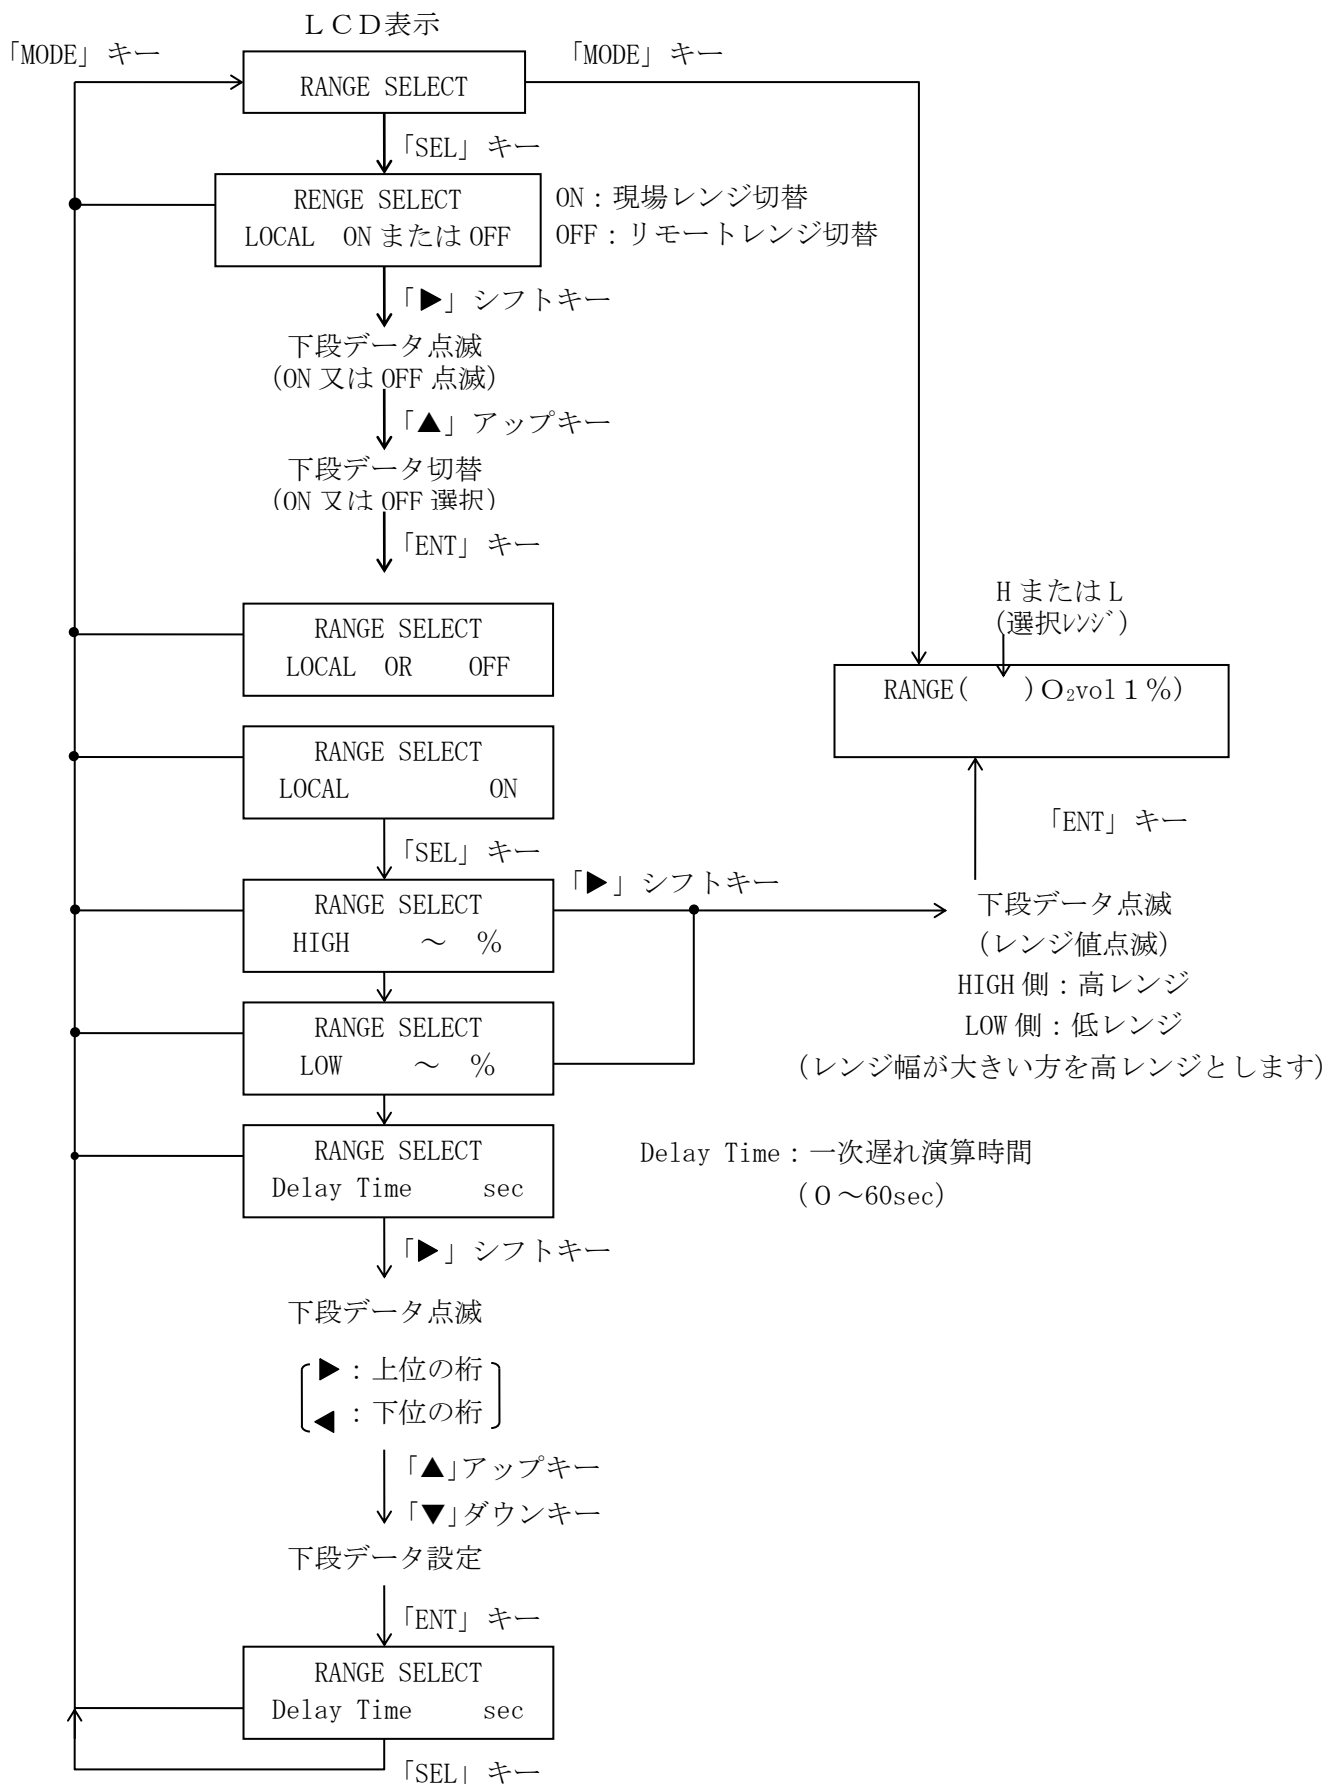 ＬＣＤ表示
「MODE」キー
「MODE」キー
RANGE SELECT
「SEL」キー
RENGE SELECT
LOCAL ON または OFF
ON：現場レンジ切替
OFF：リモートレンジ切替
「▶」シフトキー
下段データ点滅
(ON 又は OFF 点滅)
「▲」アップキー
下段データ切替
(ON 又は OFF 選択)
「ENT」キー
H または L
(選択ﾚﾝｼﾞ)
RANGE SELECT
LOCAL OR OFF
RANGE( )Ｏ₂vol１%)
RANGE SELECT
LOCAL ON
「ENT」キー
「SEL」キー
「▶」シフトキー
RANGE SELECT
HIGH ～ %
下段データ点滅
(レンジ値点滅)
HIGH 側：高レンジ
LOW 側：低レンジ
(レンジ幅が大きい方を高レンジとします)
RANGE SELECT
LOW ～ %
RANGE SELECT
Delay Time sec
Delay Time：一次遅れ演算時間
(０～60sec)
「▶」シフトキー
下段データ点滅
▶：上位の桁
◀：下位の桁
「▲」アップキー
「▼」ダウンキー
下段データ設定
「ENT」キー
RANGE SELECT
Delay Time sec
「SEL」キー